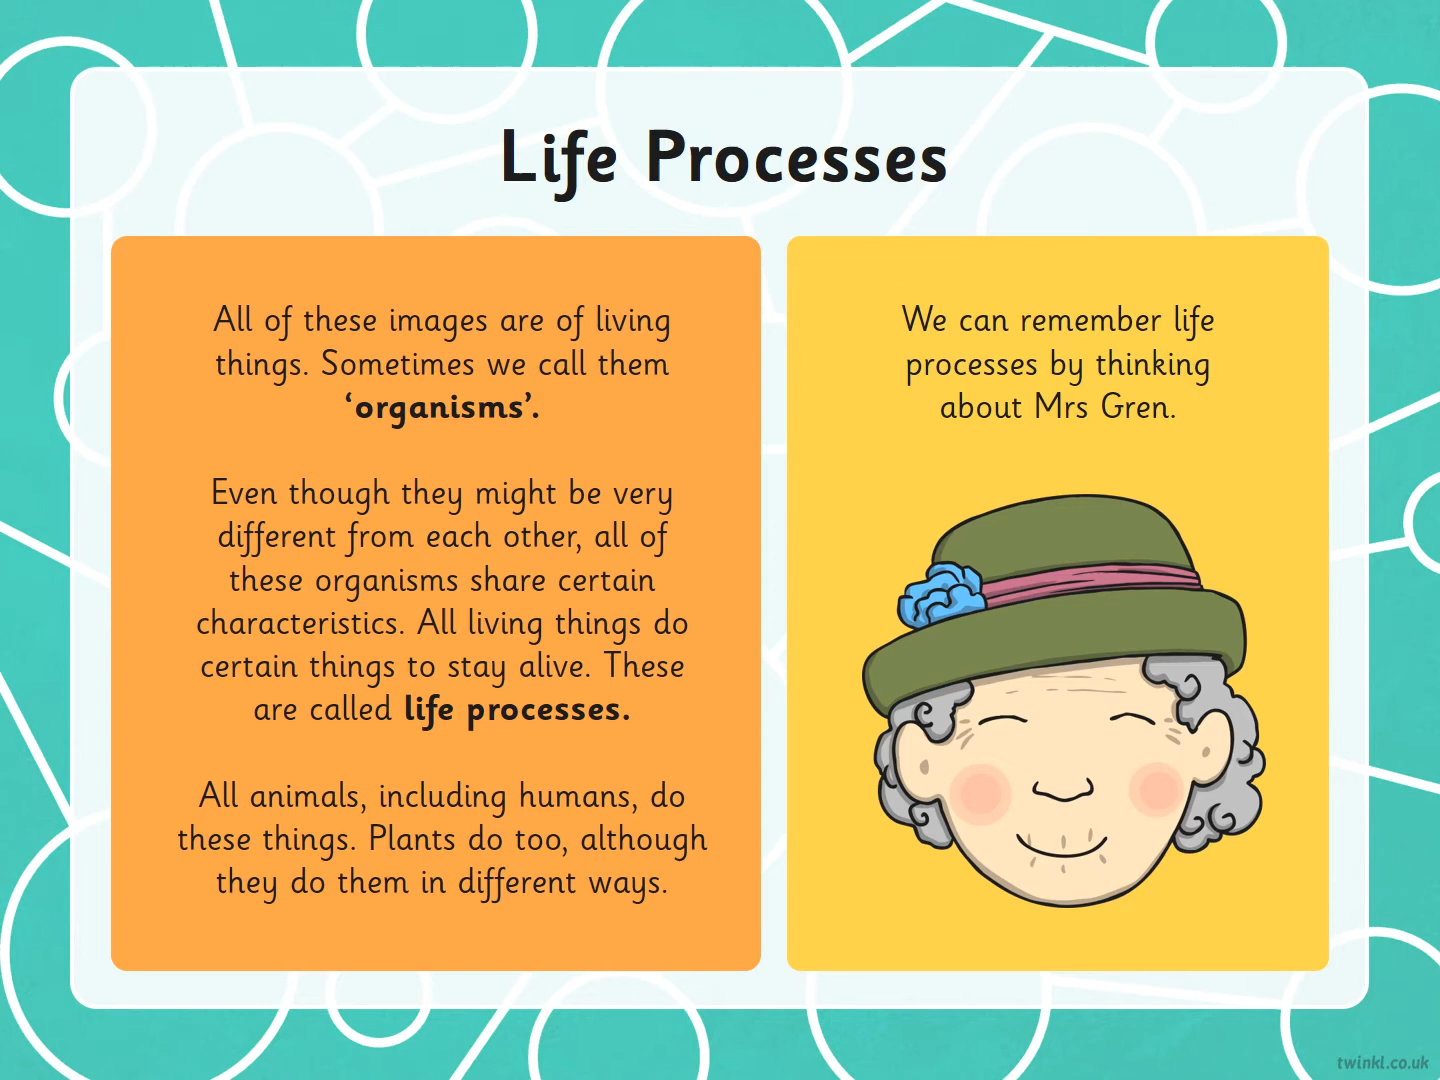 Life Processes
All of these images are of living
things. Sometimes we call them
‘organisms’.
Even though they might be very
different from each other, all of
these organisms share certain
characteristics. All living things do
certain things to stay alive. These
are called life processes.
All animals, including humans, do
these things. Plants do too, although
they do them in different ways.
We can remember life
processes by thinking
about Mrs Gren.
twinkl.co.uk